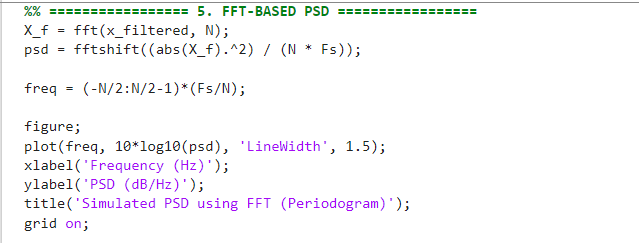 %% ================= 5. FFT-BASED PSD =================
X_f = fft(x_filtered, N);
psd = fftshift((abs(X_f).^2) / (N * Fs));
freq = (-N/2:N/2-1)*(Fs/N);
figure;
plot(freq, 10*log10(psd), 'LineWidth', 1.5);
xlabel('Frequency (Hz)');
ylabel('PSD (dB/Hz)');
title('Simulated PSD using FFT (Periodogram)');
grid on;